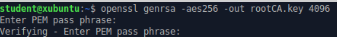 student@xubuntu:~$ openssl genrsa -aes256 -out rootCA.key 4096
Enter PEM pass phrase:
Verifying - Enter PEM pass phrase: